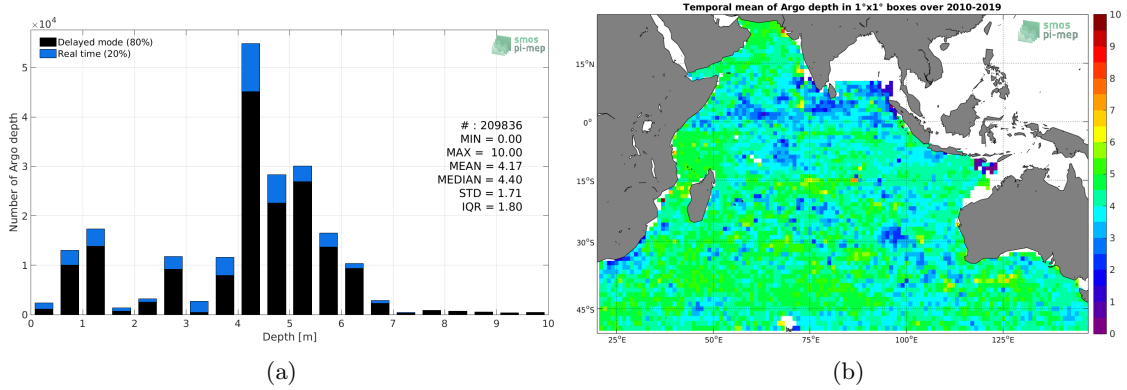 ×10⁴
Delayed mode (80%)
Real time (20%)
smos
pi-mep
# : 209836
MIN = 0.00
MAX = 10.00
MEAN = 4.17
MEDIAN = 4.40
STD = 1.71
IQR = 1.80
Number of Argo depth
5
4
3
2
1
0
0 1 2 3 4 5 6 7 8 9 10
Depth [m]
(a)
Temporal mean of Argo depth in 1°x1° boxes over 2010-2019
smos
pi-mep
15°N
0°
15°S
30°S
45°S
25°E 50°E 75°E 100°E 125°E
10
9
8
7
6
5
4
3
2
1
0
(b)